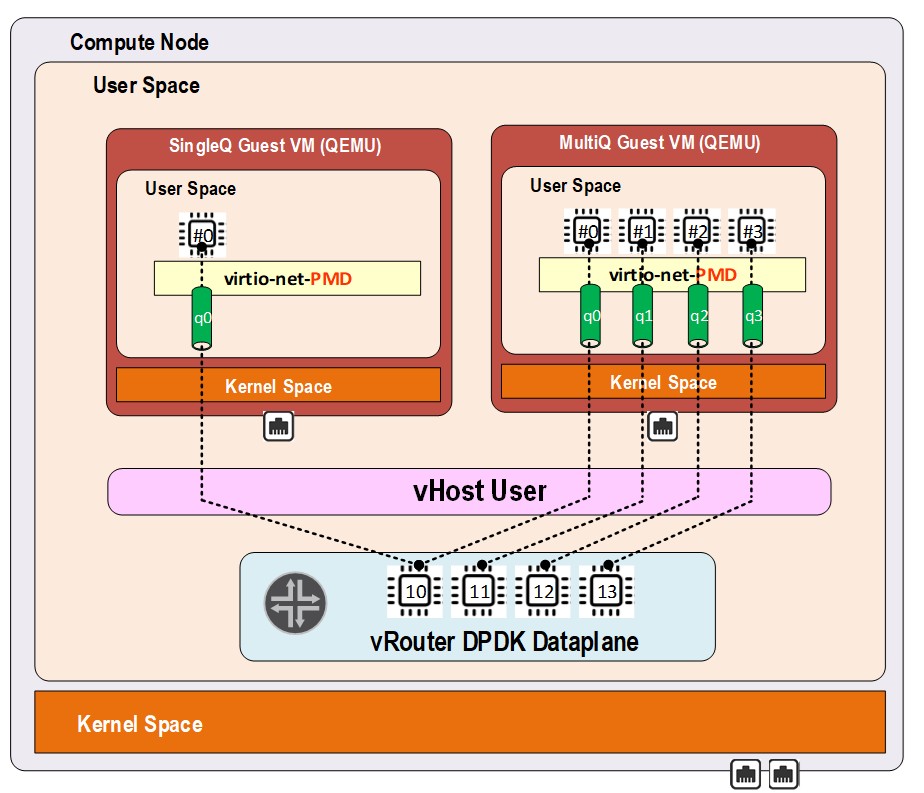 Compute Node
User Space
SingleQ Guest VM (QEMU)
MultiQ Guest VM (QEMU)
User Space
User Space
#0
#0 #1 #2 #3
virtio-net-PMD
virtio-net-PMD
q0
q0 q1 q2 q3
Kernel Space
Kernel Space
vHost User
10 11 12 13
vRouter DPDK Dataplane
Kernel Space